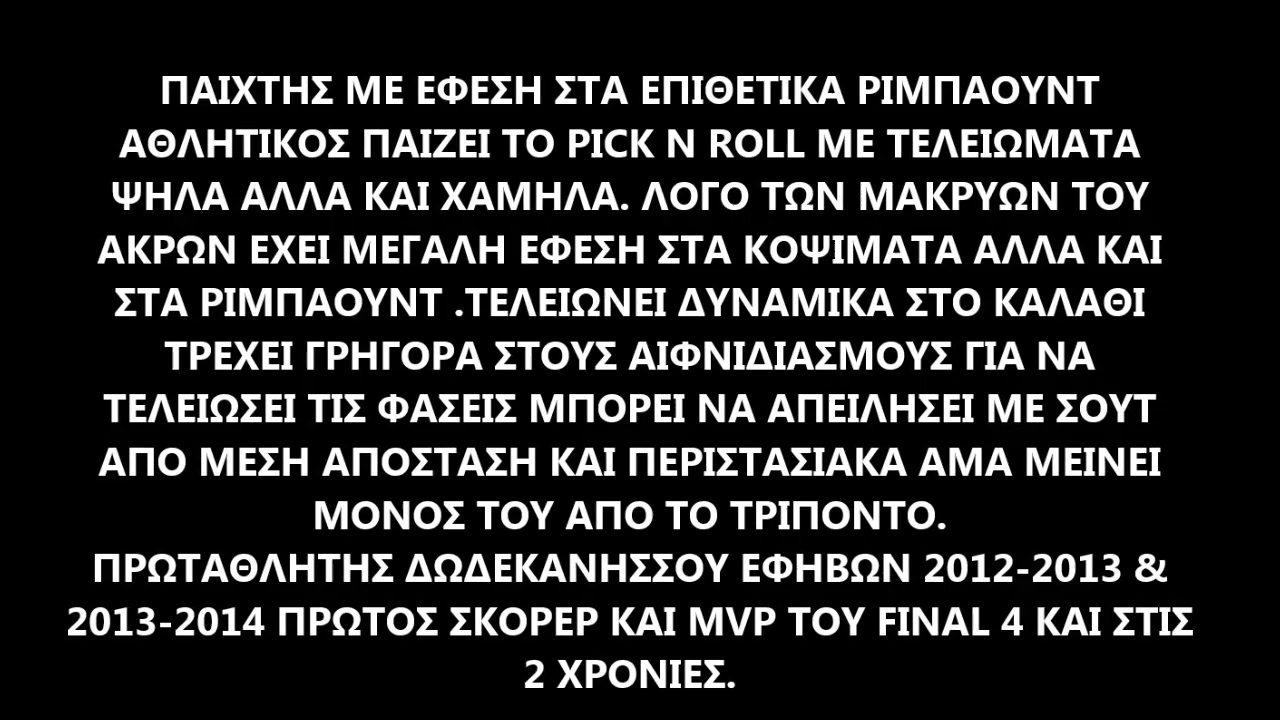 ΠΑΙΧΤΗΣ ΜΕ ΕΦΕΣΗ ΣΤΑ ΕΠΙΘΕΤΙΚΑ ΡΙΜΠΑΟΥΝΤ
ΑΘΛΗΤΙΚΟΣ ΠΑΙΖΕΙ ΤΟ PICK N ROLL ΜΕ ΤΕΛΕΙΩΜΑΤΑ
ΨΗΛΑ ΑΛΛΑ ΚΑΙ ΧΑΜΗΛΑ. ΛΟΓΟ ΤΩΝ ΜΑΚΡΥΩΝ ΤΟΥ
ΑΚΡΩΝ ΕΧΕΙ ΜΕΓΑΛΗ ΕΦΕΣΗ ΣΤΑ ΚΟΨΙΜΑΤΑ ΑΛΛΑ ΚΑΙ
ΣΤΑ ΡΙΜΠΑΟΥΝΤ .ΤΕΛΕΙΩΝΕΙ ΔΥΝΑΜΙΚΑ ΣΤΟ ΚΑΛΑΘΙ
ΤΡΕΧΕΙ ΓΡΗΓΟΡΑ ΣΤΟΥΣ ΑΙΦΝΙΔΙΑΣΜΟΥΣ ΓΙΑ ΝΑ
ΤΕΛΕΙΩΣΕΙ ΤΙΣ ΦΑΣΕΙΣ ΜΠΟΡΕΙ ΝΑ ΑΠΕΙΛΗΣΕΙ ΜΕ ΣΟΥΤ
ΑΠΟ ΜΕΣΗ ΑΠΟΣΤΑΣΗ ΚΑΙ ΠΕΡΙΣΤΑΣΙΑΚΑ ΑΜΑ ΜΕΙΝΕΙ
ΜΟΝΟΣ ΤΟΥ ΑΠΟ ΤΟ ΤΡΙΠΟΝΤΟ.
ΠΡΩΤΑΘΛΗΤΗΣ ΔΩΔΕΚΑΝΗΣΣΟΥ ΕΦΗΒΩΝ 2012-2013 &
2013-2014 ΠΡΩΤΟΣ ΣΚΟΡΕΡ ΚΑΙ MVP ΤΟΥ FINAL 4 ΚΑΙ ΣΤΙΣ
2 ΧΡΟΝΙΕΣ.